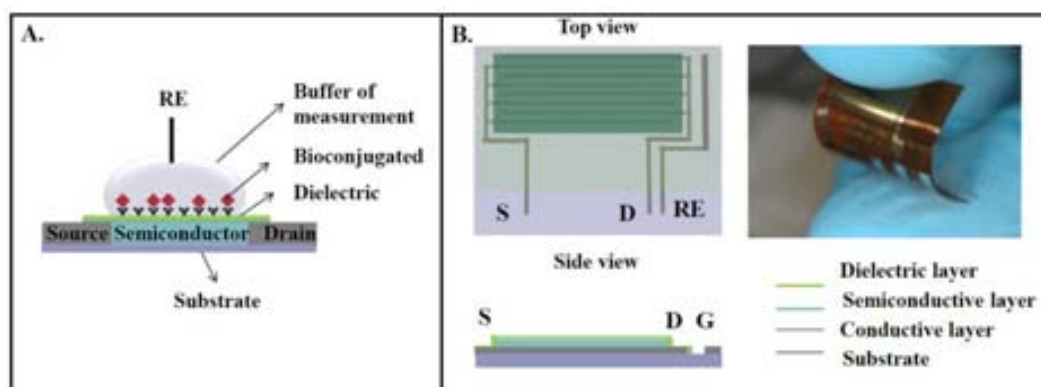 A.
RE
Buffer of
measurement
Bioconjugated
Dielectric
Source Semiconductor Drain
Substrate
B.
Top view
S D RE
Side view
S D G
Dielectric layer
Semiconductive layer
Conductive layer
Substrate